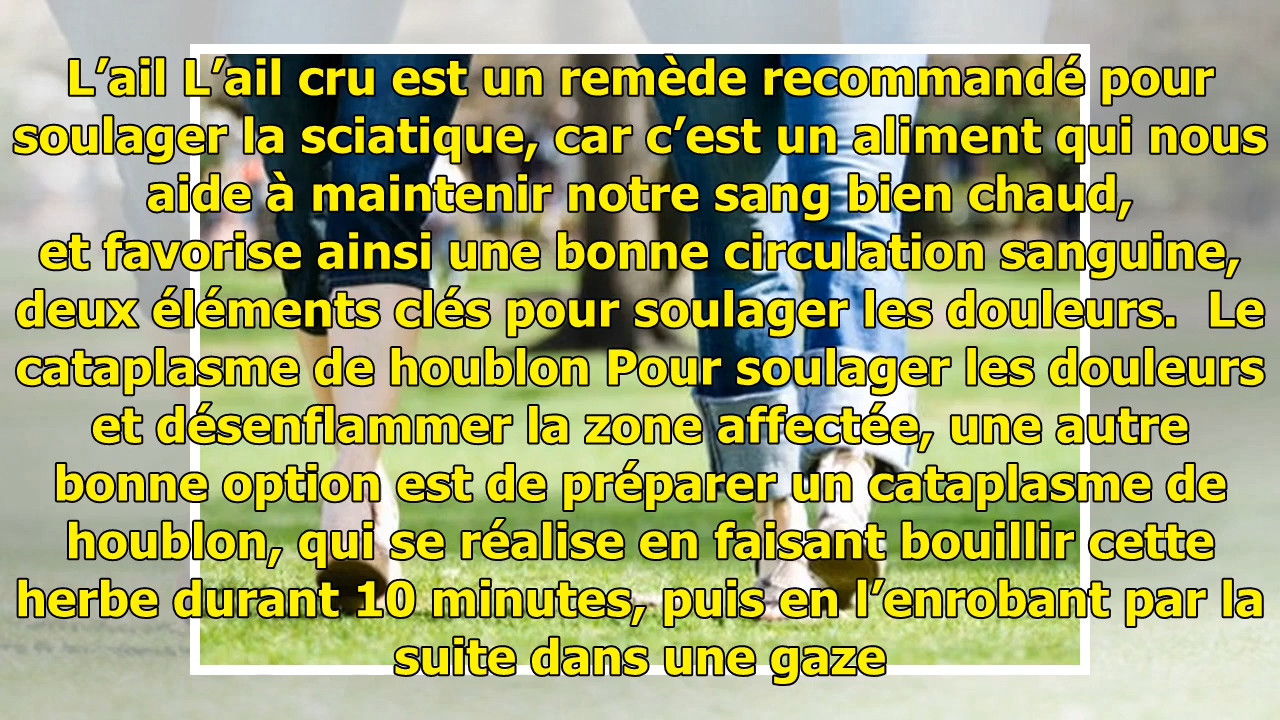 L’ail L’ail cru est un remède recommandé pour
soulager la sciatique, car c’est un aliment qui nous
aide à maintenir notre sang bien chaud,
et favorise ainsi une bonne circulation sanguine,
deux éléments clés pour soulager les douleurs.  Le
cataplasme de houblon Pour soulager les douleurs
et désenflammer la zone affectée, une autre
bonne option est de préparer un cataplasme de
houblon, qui se réalise en faisant bouillir cette
herbe durant 10 minutes, puis en l’enrobant par la
suite dans une gaze